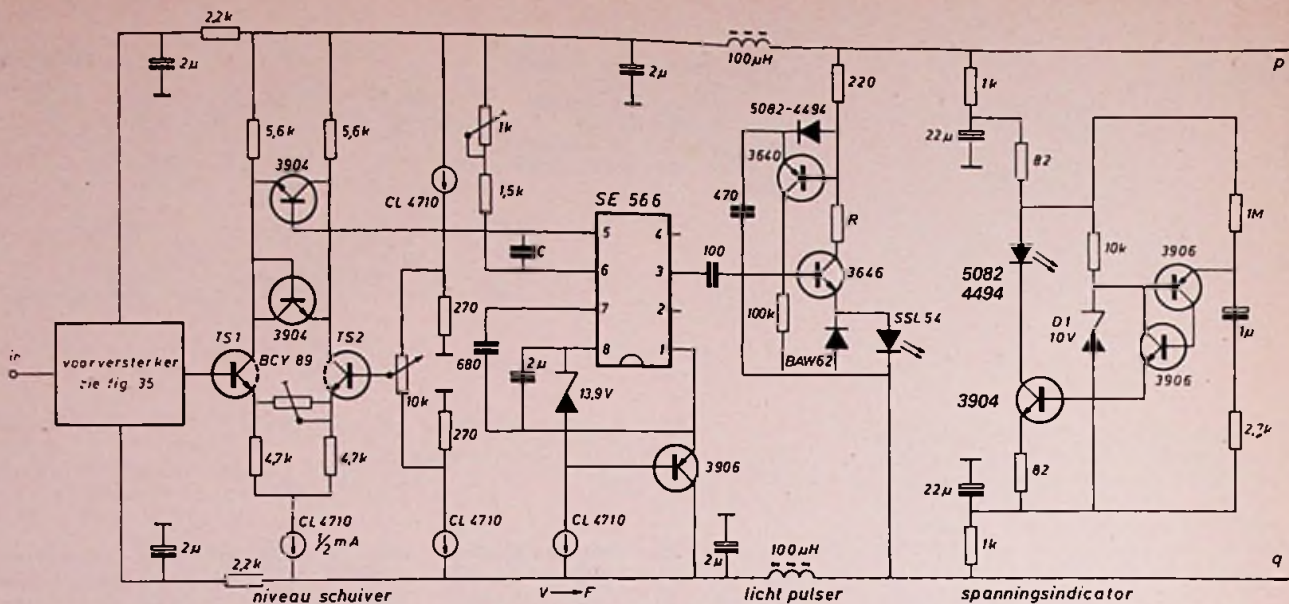 2,2k
2µ
5,6k
5,6k
3904
3904
TS1
BCY 89
TS2
in
voorversterker
zie fig. 35
4,7k
4,7k
CL 4710
½ mA
2µ
2,2k
niveau schuiver
CL 4710
1k
1,5k
C
270
10k
270
CL 4710
680
2µ
13,9V
CL 4710
V → F
SE 566
5
4
6
3
7
2
8
1
3906
2µ
2µ
100µH
100
5082-4494
220
3640
470
R
3646
100k
BAW62
SSL 54
100µH
licht pulser
1k
22µ
82
5082
4494
3904
82
22µ
1k
10k
D1
10V
3906
3906
1M
1µ
2,7k
p
q
spanningsindicator